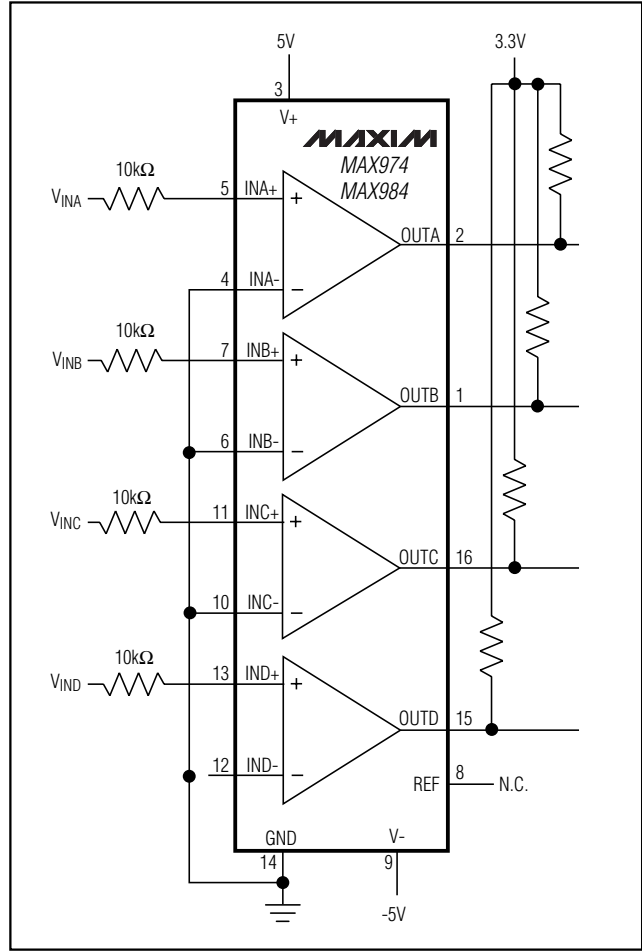 5V
3.3V
3
V+
MAXIM
MAX974
MAX984
10kΩ
VINA
5
INA+
+
OUTA
2
4
INA-
−
10kΩ
VINB
7
INB+
+
OUTB
1
6
INB-
−
10kΩ
VINC
11
INC+
+
OUTC
16
10
INC-
−
10kΩ
VIND
13
IND+
+
OUTD
15
12
IND-
−
REF
8
N.C.
GND
V-
14
9
-5V